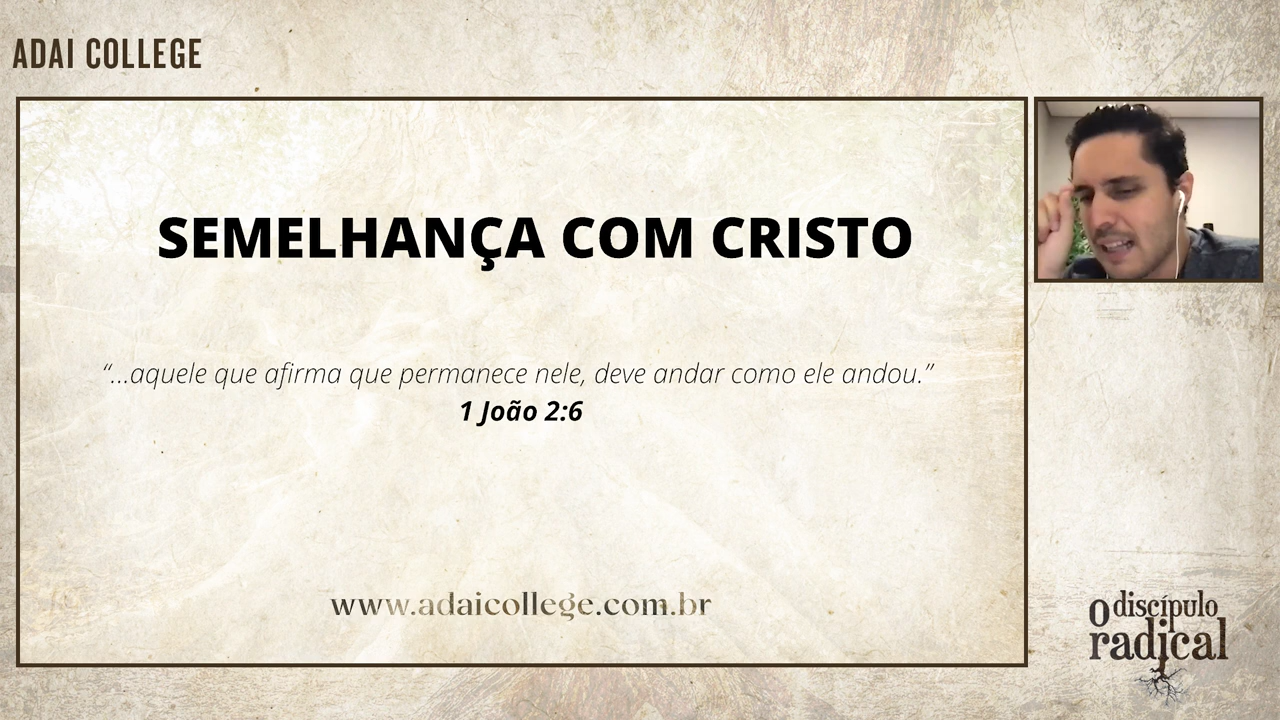 ADAI COLLEGE
SEMELHANÇA COM CRISTO
“...aquele que afirma que permanece nele, deve andar como ele andou.”
1 João 2:6
www.adaicollege.com.br
O discípulo
radical